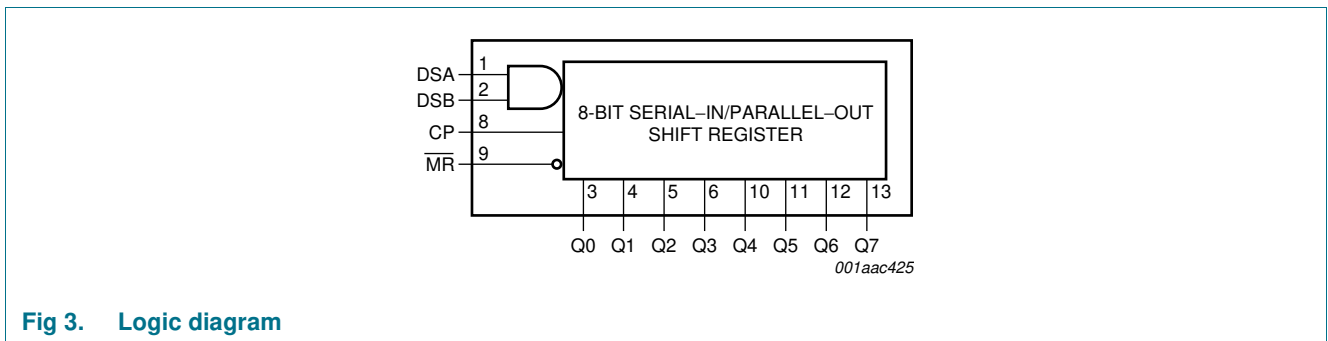 DSA 1
DSB 2
CP 8
MR 9
8-BIT SERIAL–IN/PARALLEL–OUT
SHIFT REGISTER
3 4 5 6 10 11 12 13
Q0 Q1 Q2 Q3 Q4 Q5 Q6 Q7
001aac425
Fig 3. Logic diagram